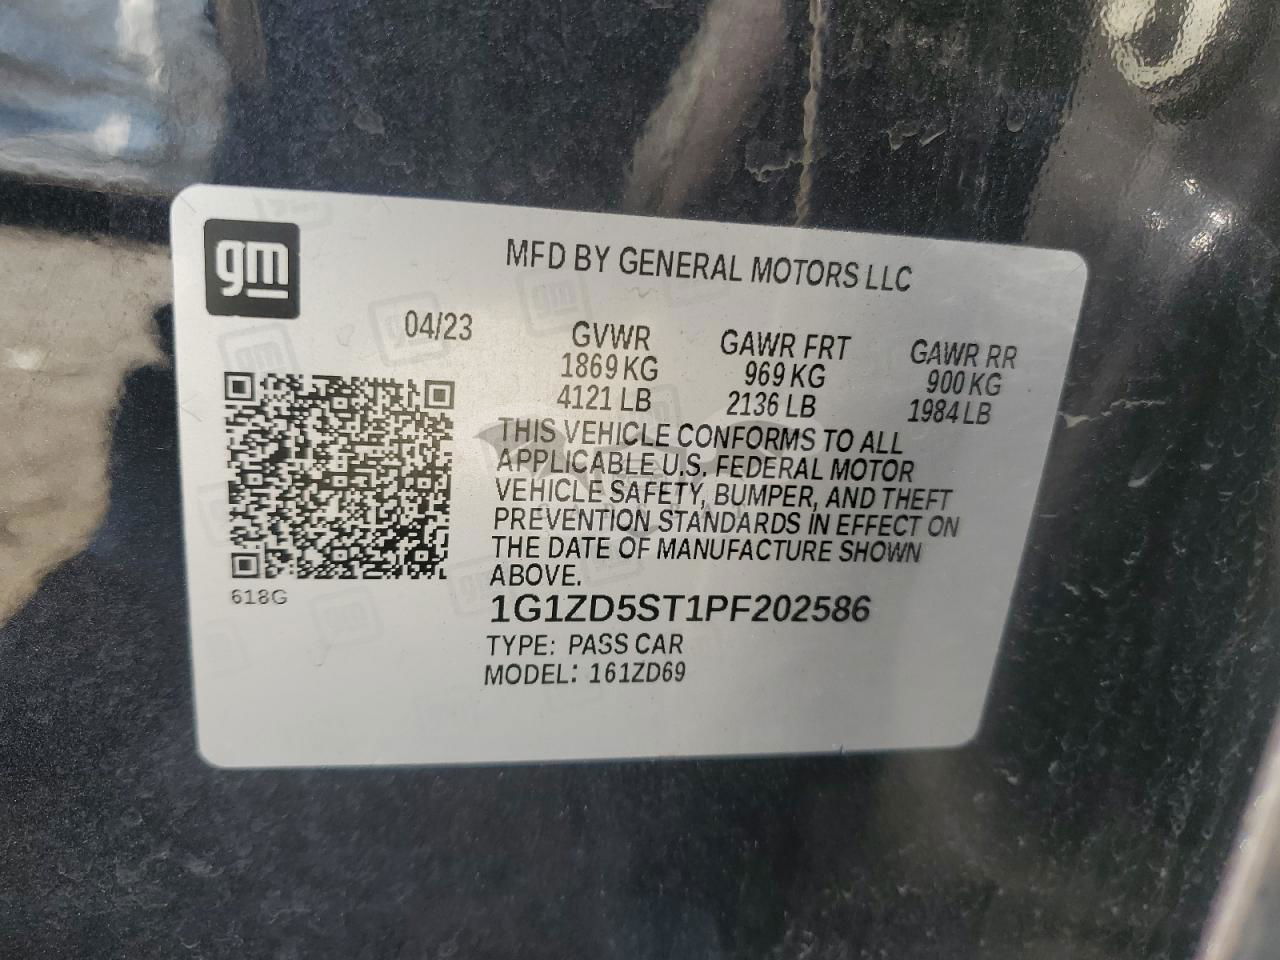 gm
MFD BY GENERAL MOTORS LLC
04/23 GVWR GAWR FRT GAWR RR
1869 KG 969 KG 900 KG
4121 LB 2136 LB 1984 LB
THIS VEHICLE CONFORMS TO ALL
APPLICABLE U.S. FEDERAL MOTOR
VEHICLE SAFETY, BUMPER, AND THEFT
PREVENTION STANDARDS IN EFFECT ON
THE DATE OF MANUFACTURE SHOWN
ABOVE.
618G
1G1ZD5ST1PF202586
TYPE: PASS CAR
MODEL: 161ZD69